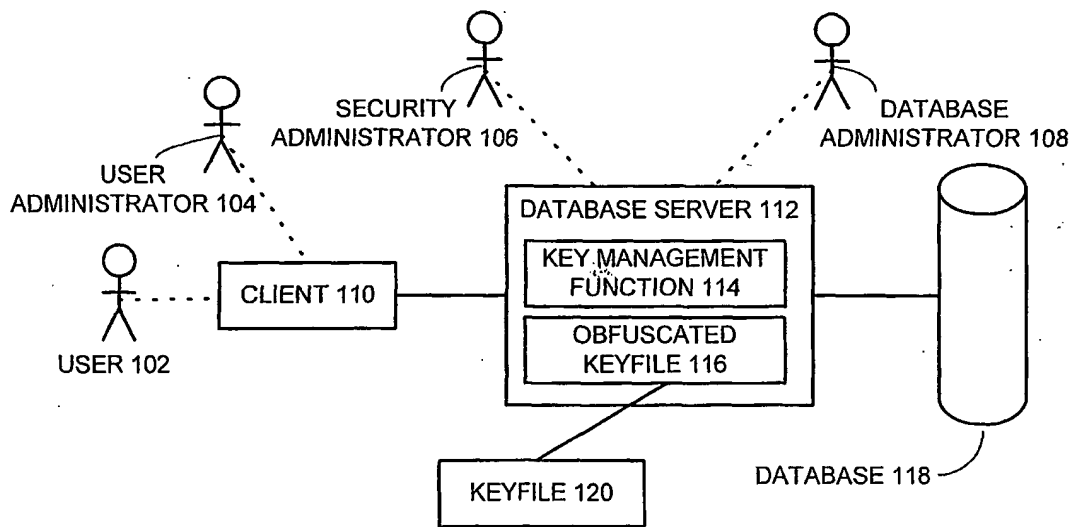 SECURITY
ADMINISTRATOR 106
DATABASE
ADMINISTRATOR 108
USER
ADMINISTRATOR 104
DATABASE SERVER 112
KEY MANAGEMENT
FUNCTION 114
CLIENT 110
OBFUSCATED
KEYFILE 116
USER 102
KEYFILE 120
DATABASE 118